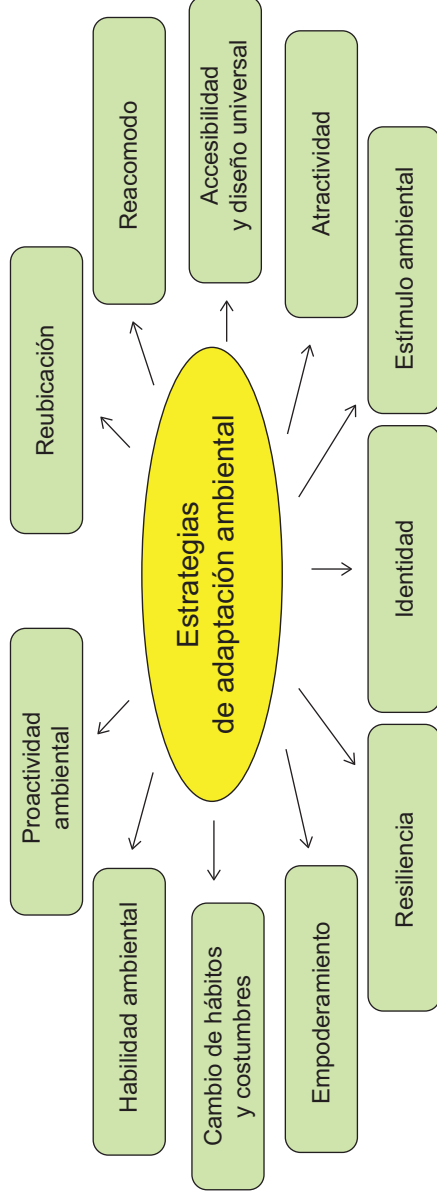 Estrategias
de adaptación ambiental
Proactividad
ambiental
Reubicación
Habilidad ambiental
Reacomodo
Cambio de hábitos
y costumbres
Accesibilidad
y diseño universal
Empoderamiento
Atractividad
Resiliencia
Identidad
Estímulo ambiental